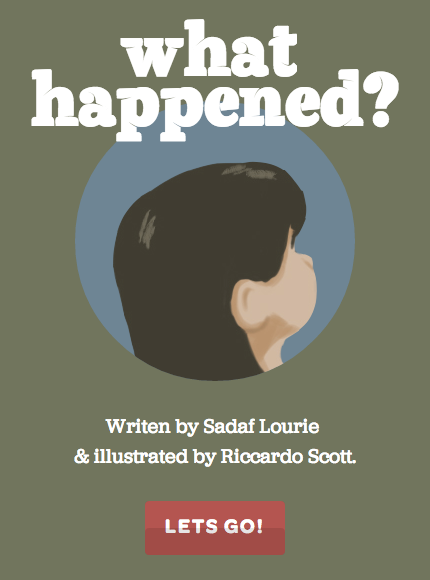 what
happened?
Writen by Sadaf Lourie
& illustrated by Riccardo Scott.
LETS GO!